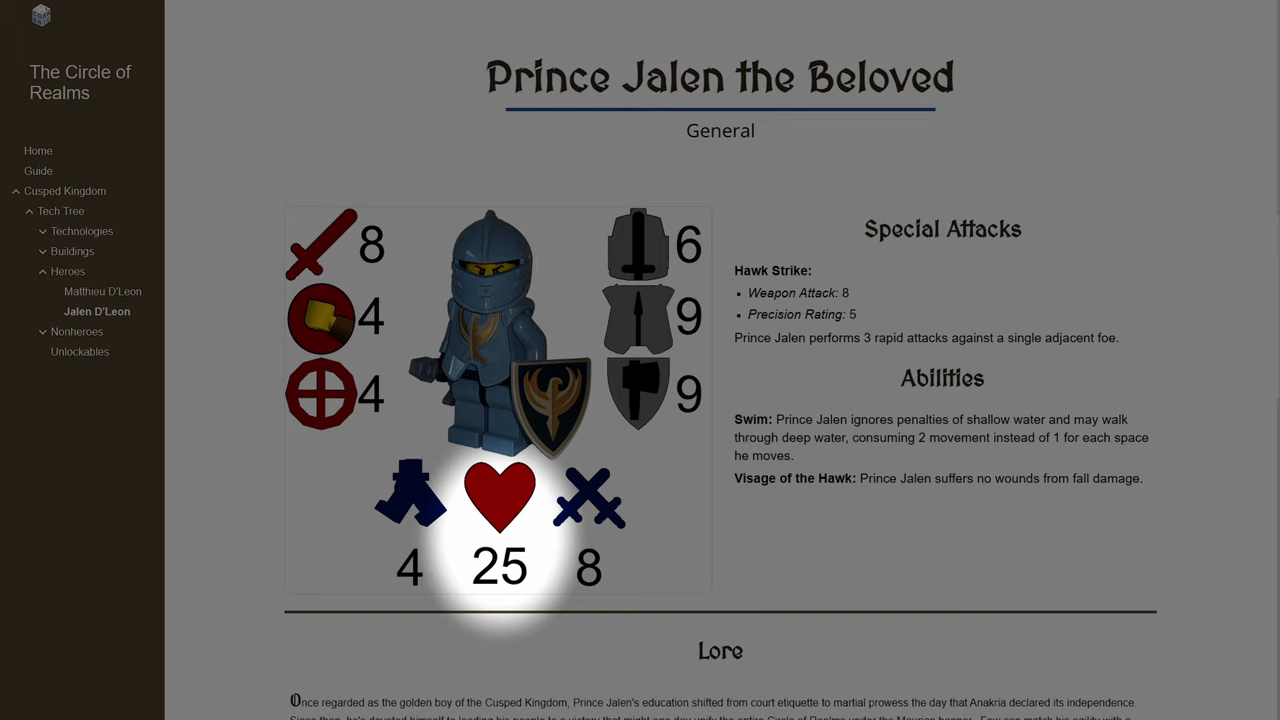 The Circle of
Realms
Home
Guide
Cusped Kingdom
Tech Tree
Technologies
Buildings
Heroes
Matthieu D'Leon
Jalen D'Leon
Nonheroes
Unlockables
Prince Jalen the Beloved
General
8
4
4
6
9
9
4
25
8
Special Attacks
Hawk Strike:
Weapon Attack: 8
Precision Rating: 5
Prince Jalen performs 3 rapid attacks against a single adjacent foe.
Abilities
Swim: Prince Jalen ignores penalties of shallow water and may walk
through deep water, consuming 2 movement instead of 1 for each space
he moves.
Visage of the Hawk: Prince Jalen suffers no wounds from fall damage.
Lore
Once regarded as the golden boy of the Cusped Kingdom, Prince Jalen's education shifted from court etiquette to martial prowess the day that Anakria declared its independence.